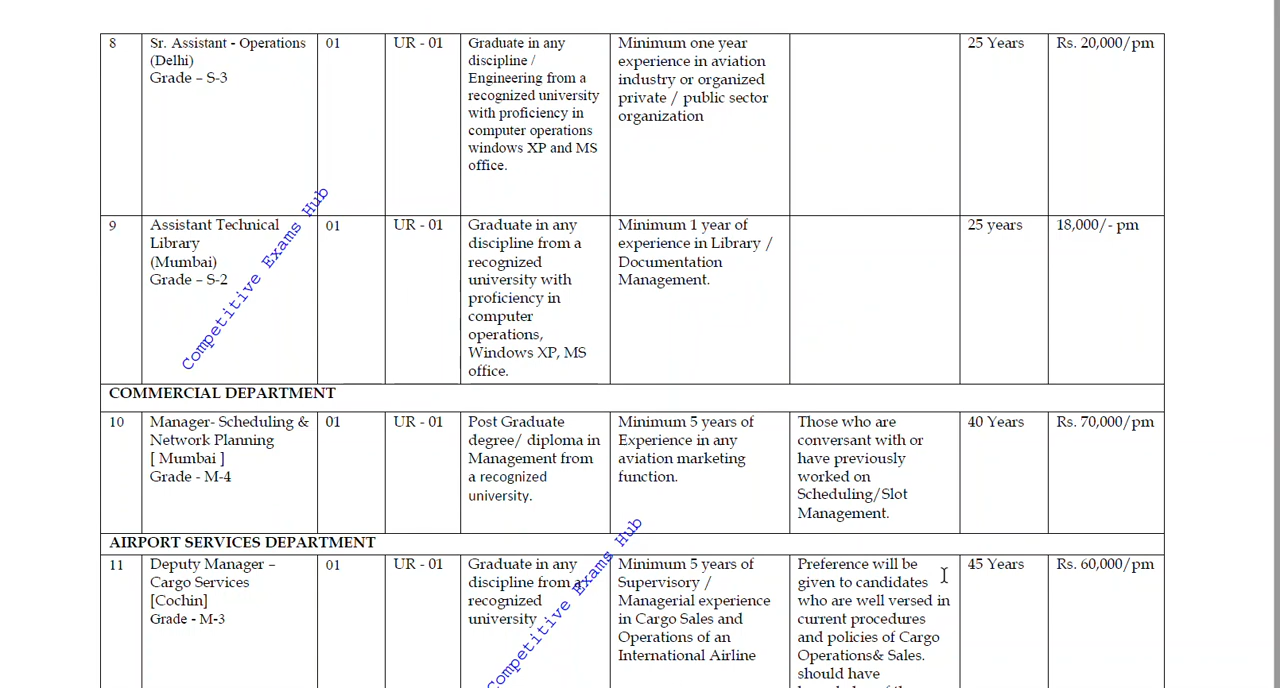 8
Sr. Assistant - Operations
(Delhi)
Grade – S-3
01
UR - 01
Graduate in any
discipline /
Engineering from a
recognized university
with proficiency in
computer operations
windows XP and MS
office.
Minimum one year
experience in aviation
industry or organized
private / public sector
organization
25 Years
Rs. 20,000/pm
9
Assistant Technical
Library
(Mumbai)
Grade – S-2
01
UR - 01
Graduate in any
discipline from a
recognized
university with
proficiency in
computer
operations,
Windows XP, MS
office.
Minimum 1 year of
experience in Library /
Documentation
Management.
25 years
18,000/- pm
Competitive Exams Hub
COMMERCIAL DEPARTMENT
10
Manager- Scheduling &
Network Planning
[ Mumbai ]
Grade - M-4
01
UR - 01
Post Graduate
degree/ diploma in
Management from
a recognized
university.
Minimum 5 years of
Experience in any
aviation marketing
function.
Those who are
conversant with or
have previously
worked on
Scheduling/Slot
Management.
40 Years
Rs. 70,000/pm
AIRPORT SERVICES DEPARTMENT
11
Deputy Manager –
Cargo Services
[Cochin]
Grade - M-3
01
UR - 01
Graduate in any
discipline from a
recognized
university
Minimum 5 years of
Supervisory /
Managerial experience
in Cargo Sales and
Operations of an
International Airline
Preference will be
given to candidates
who are well versed in
current procedures
and policies of Cargo
Operations& Sales.
should have
45 Years
Rs. 60,000/pm
Competitive Exams Hub